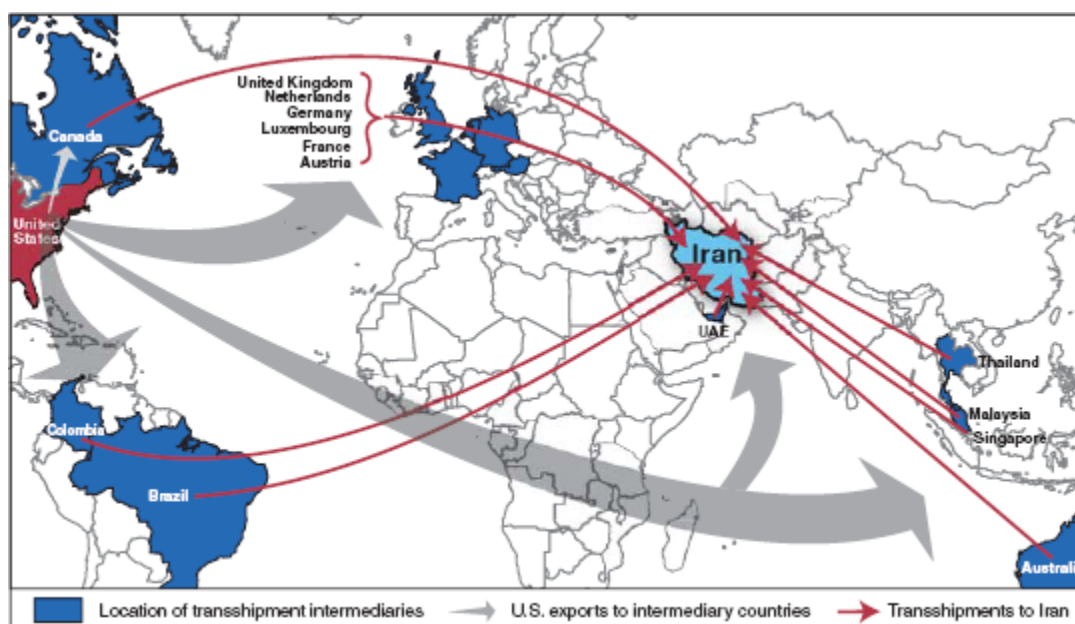 United Kingdom
Netherlands
Germany
Luxembourg
France
Austria
Canada
United
States
Iran
UAE
Thailand
Malaysia
Singapore
Colombia
Brazil
Australi
Location of transshipment intermediaries
U.S. exports to intermediary countries
Transshipments to Iran